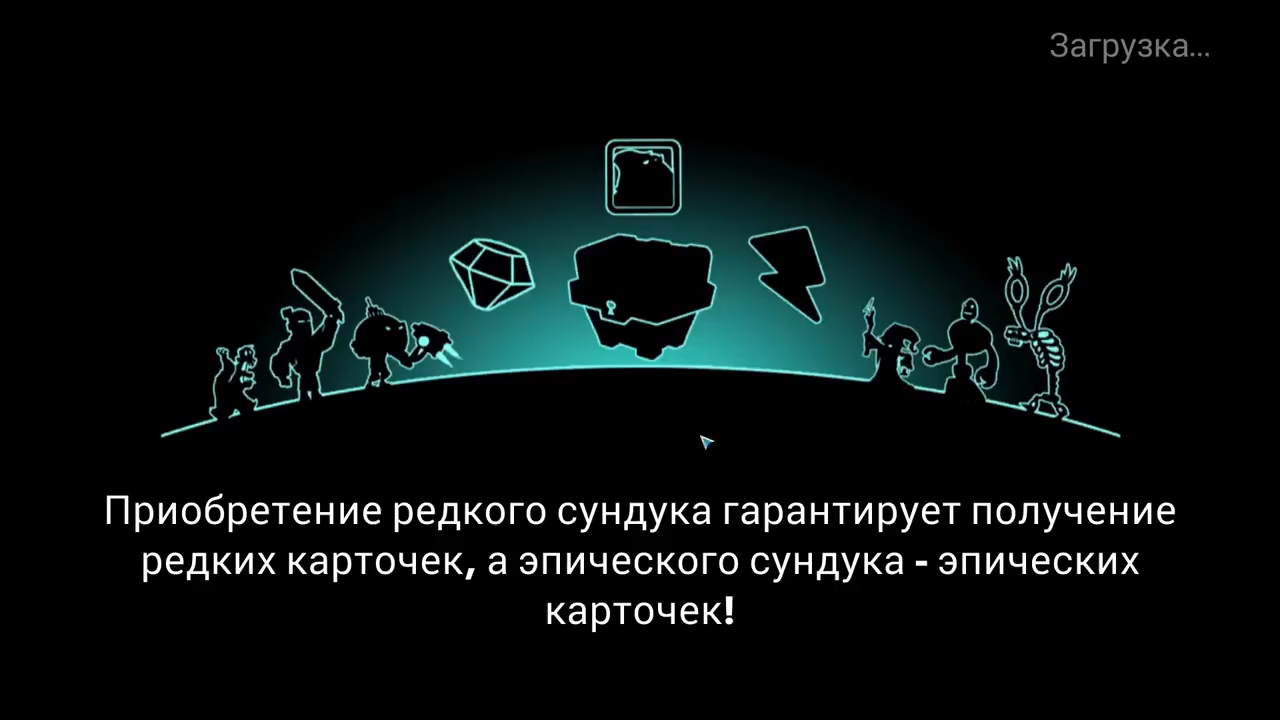 Загрузка...
Приобретение редкого сундука гарантирует получение
редких карточек, а эпического сундука - эпических
карточек!